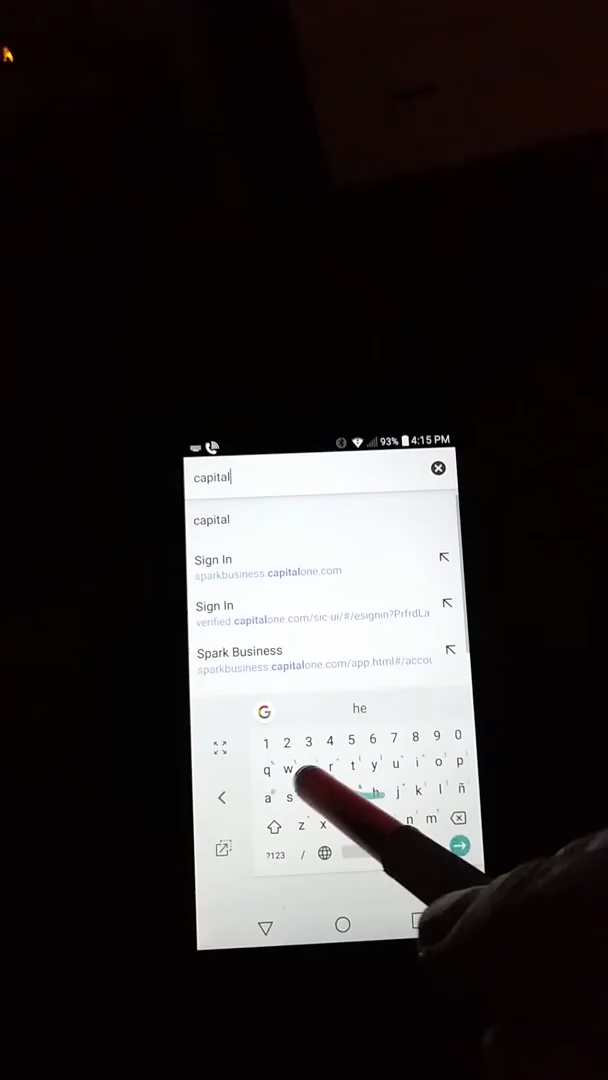 93% 4:15 PM
capital
capital
Sign In
sparkbusiness.capitalone.com
Sign In
verified.capitalone.com/sic-ui/#/esignin?PrfrdLa
Spark Business
sparkbusiness.capitalone.com/app.html#/accou
G he
1 2 3 4 5 6 7 8 9 0
q w r t y u i o p
a s h j k l ñ
z x n m
?123 /